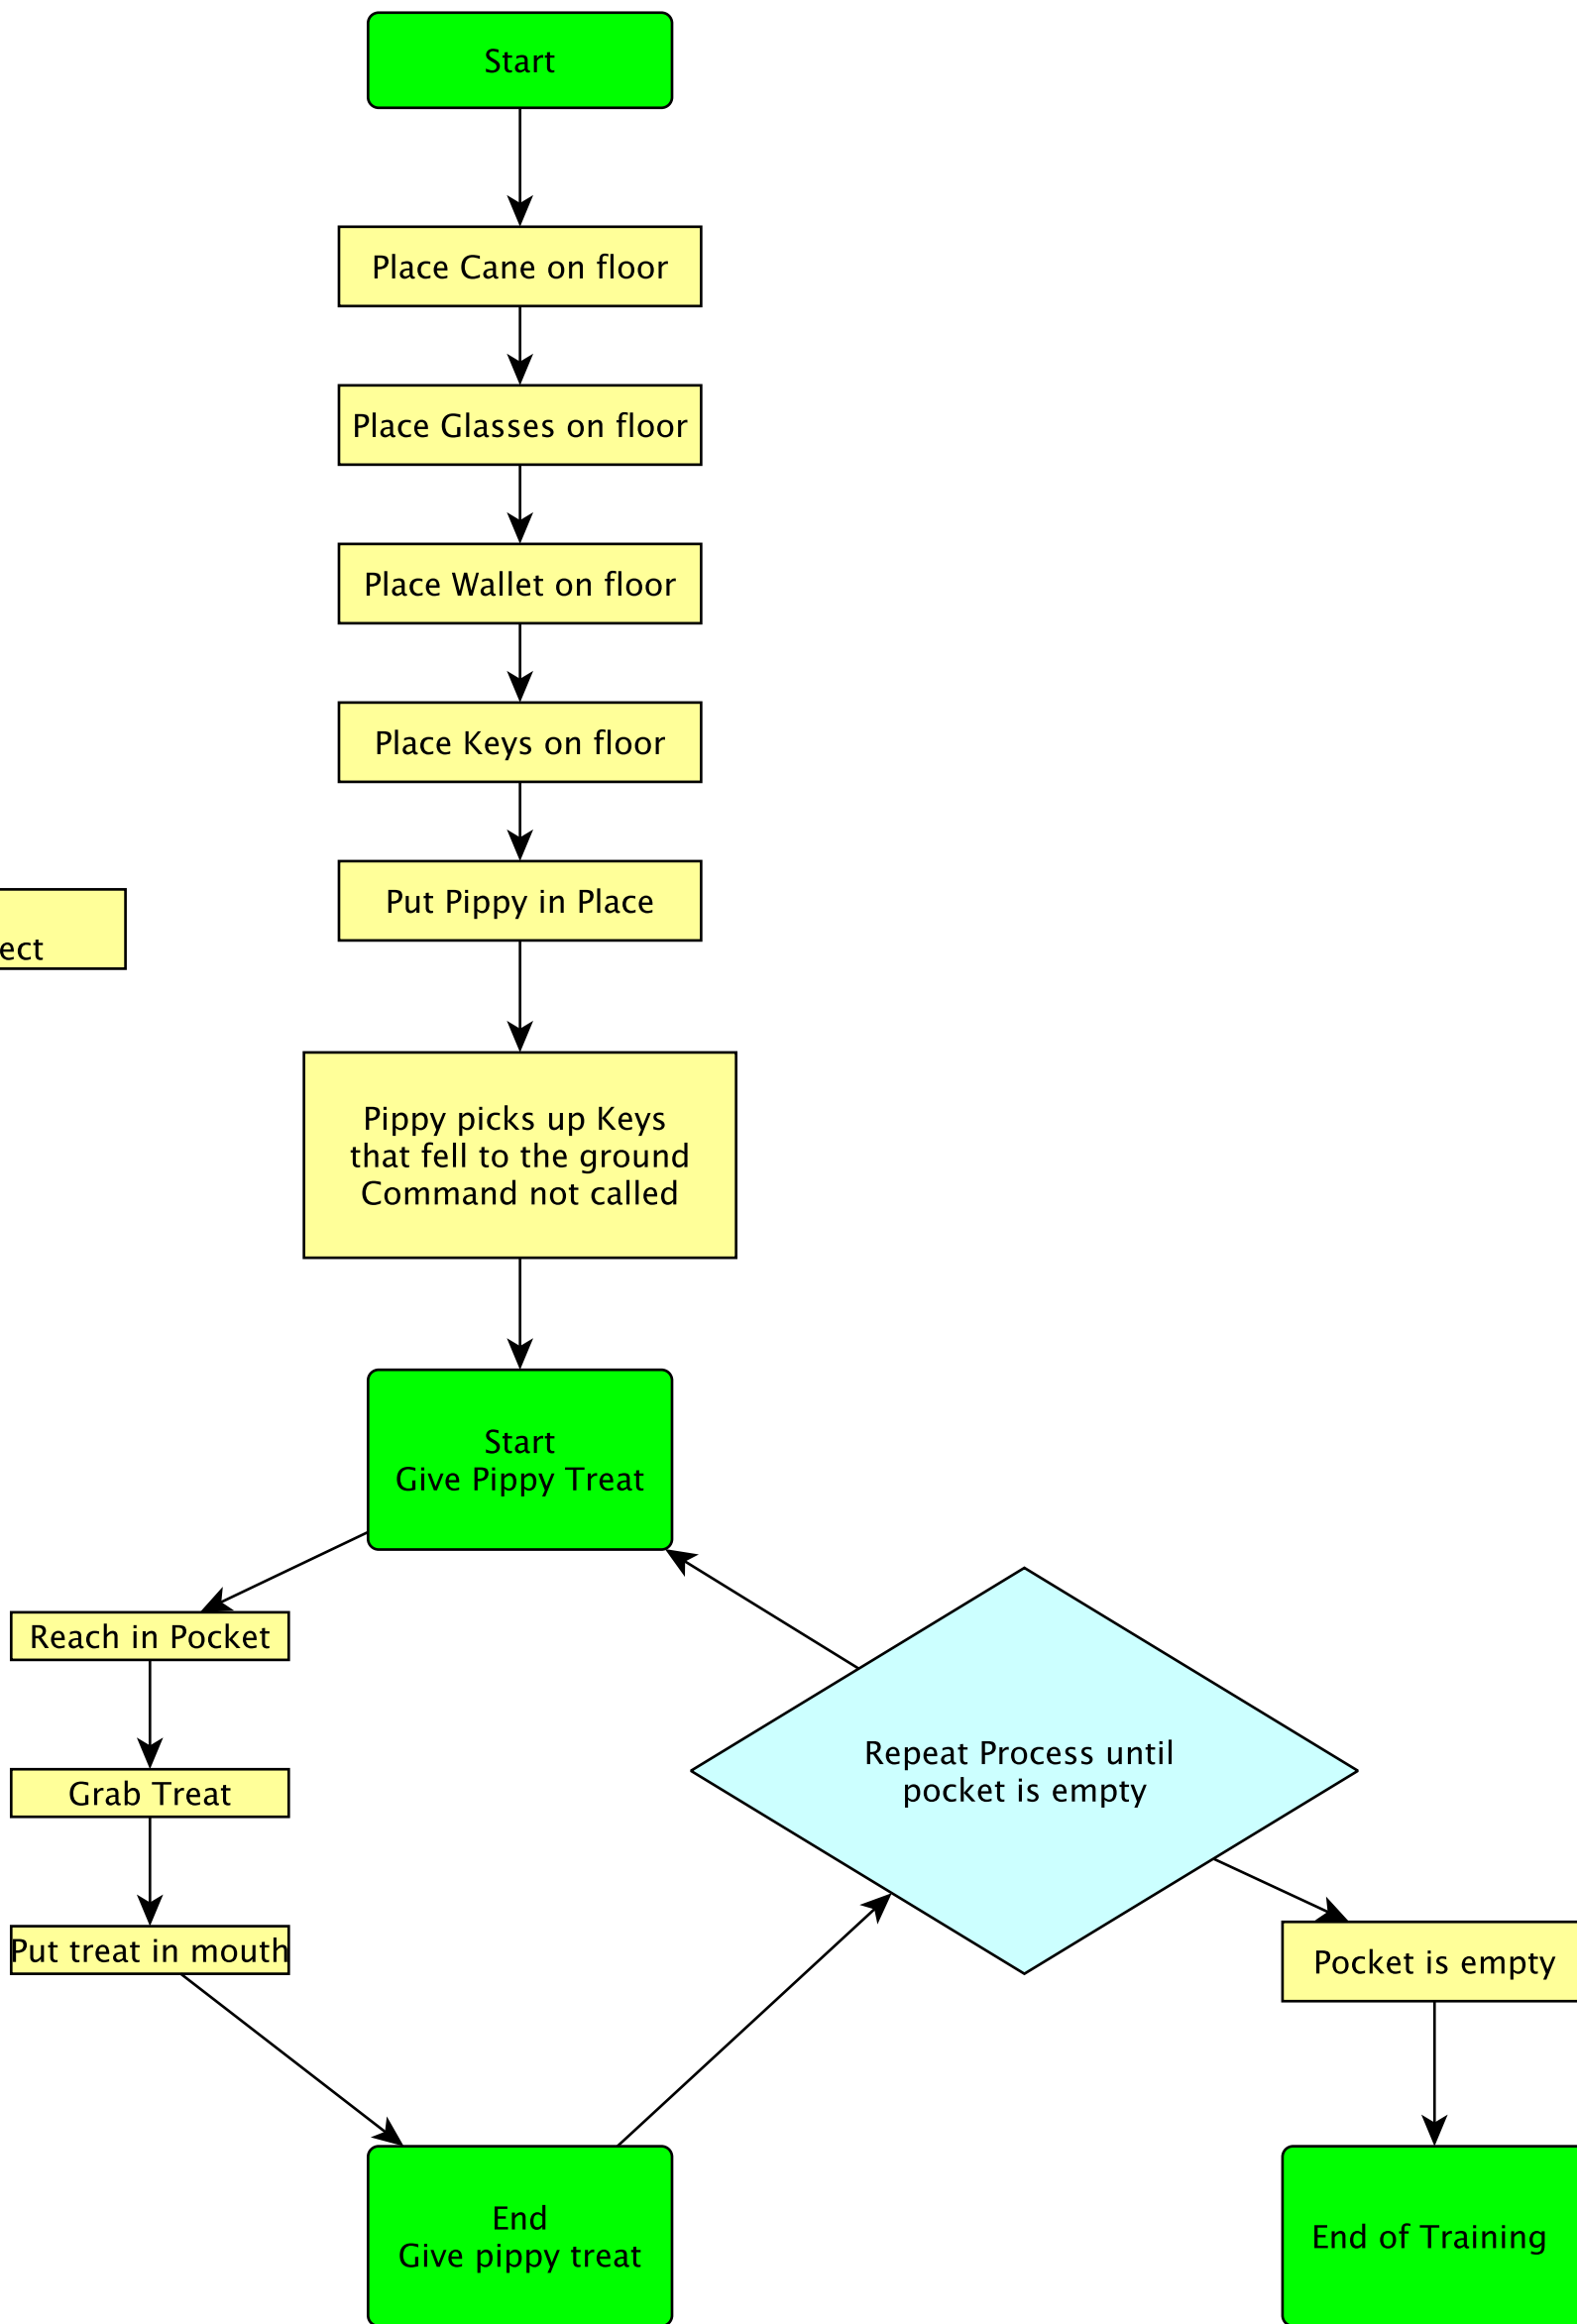 Start
Place Cane on floor
Place Glasses on floor
Place Wallet on floor
Place Keys on floor
Put Pippy in Place
ect
Pippy picks up Keys
that fell to the ground
Command not called
Start
Give Pippy Treat
Reach in Pocket
Grab Treat
Put treat in mouth
Repeat Process until
pocket is empty
Pocket is empty
End
Give pippy treat
End of Training